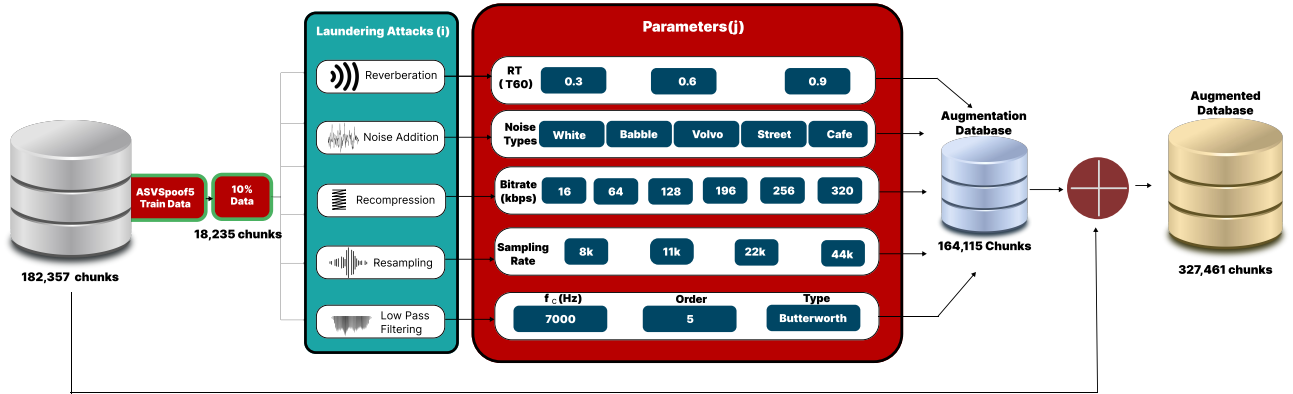 182,357 chunks
ASVSpoof5
Train Data
10%
Data
18,235 chunks
Laundering Attacks (i)
Reverberation
Noise Addition
Recompression
Resampling
Low Pass
Filtering
Parameters(j)
RT
(T60)
0.3
0.6
0.9
Noise
Types
White
Babble
Volvo
Street
Cafe
Bitrate
(kbps)
16
64
128
196
256
320
Sampling
Rate
8k
11k
22k
44k
f c (Hz)
7000
Order
5
Type
Butterworth
Augmentation
Database
164,115 Chunks
Augmented
Database
327,461 chunks